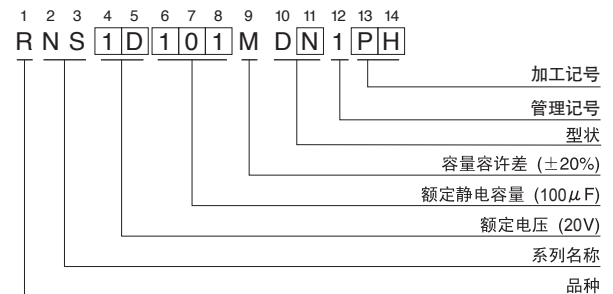 1 2 3 4 5 6 7 8 9 10 11 12 13 14
R N S 1 D 1 0 1 M D N 1 P H
加工记号
管理记号
型状
容量容许差 (±20%)
额定静电容量 (100μF)
额定电压 (20V)
系列名称
品种